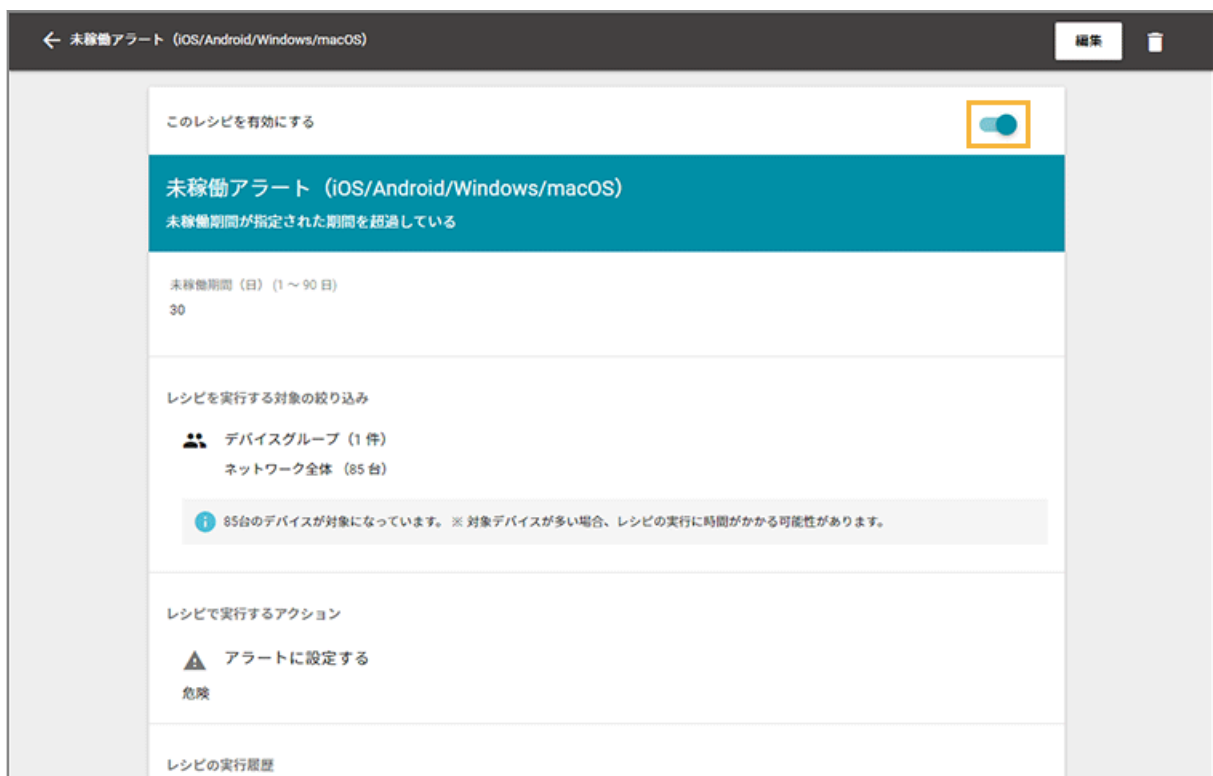 未稼働アラート（iOS/Android/Windows/macOS）
編集
このレシピを有効にする
未稼働アラート（iOS/Android/Windows/macOS）
未稼働期間が指定された期間を超過している
未稼働期間（日）(1 ～ 90 日)
30
レシピを実行する対象の絞り込み
デバイスグループ（1 件）
ネットワーク全体 （85 台）
85台のデバイスが対象になっています。 ※ 対象デバイスが多い場合、レシピの実行に時間がかかる可能性があります。
レシピで実行するアクション
アラートに設定する
危険
レシピの実行履歴